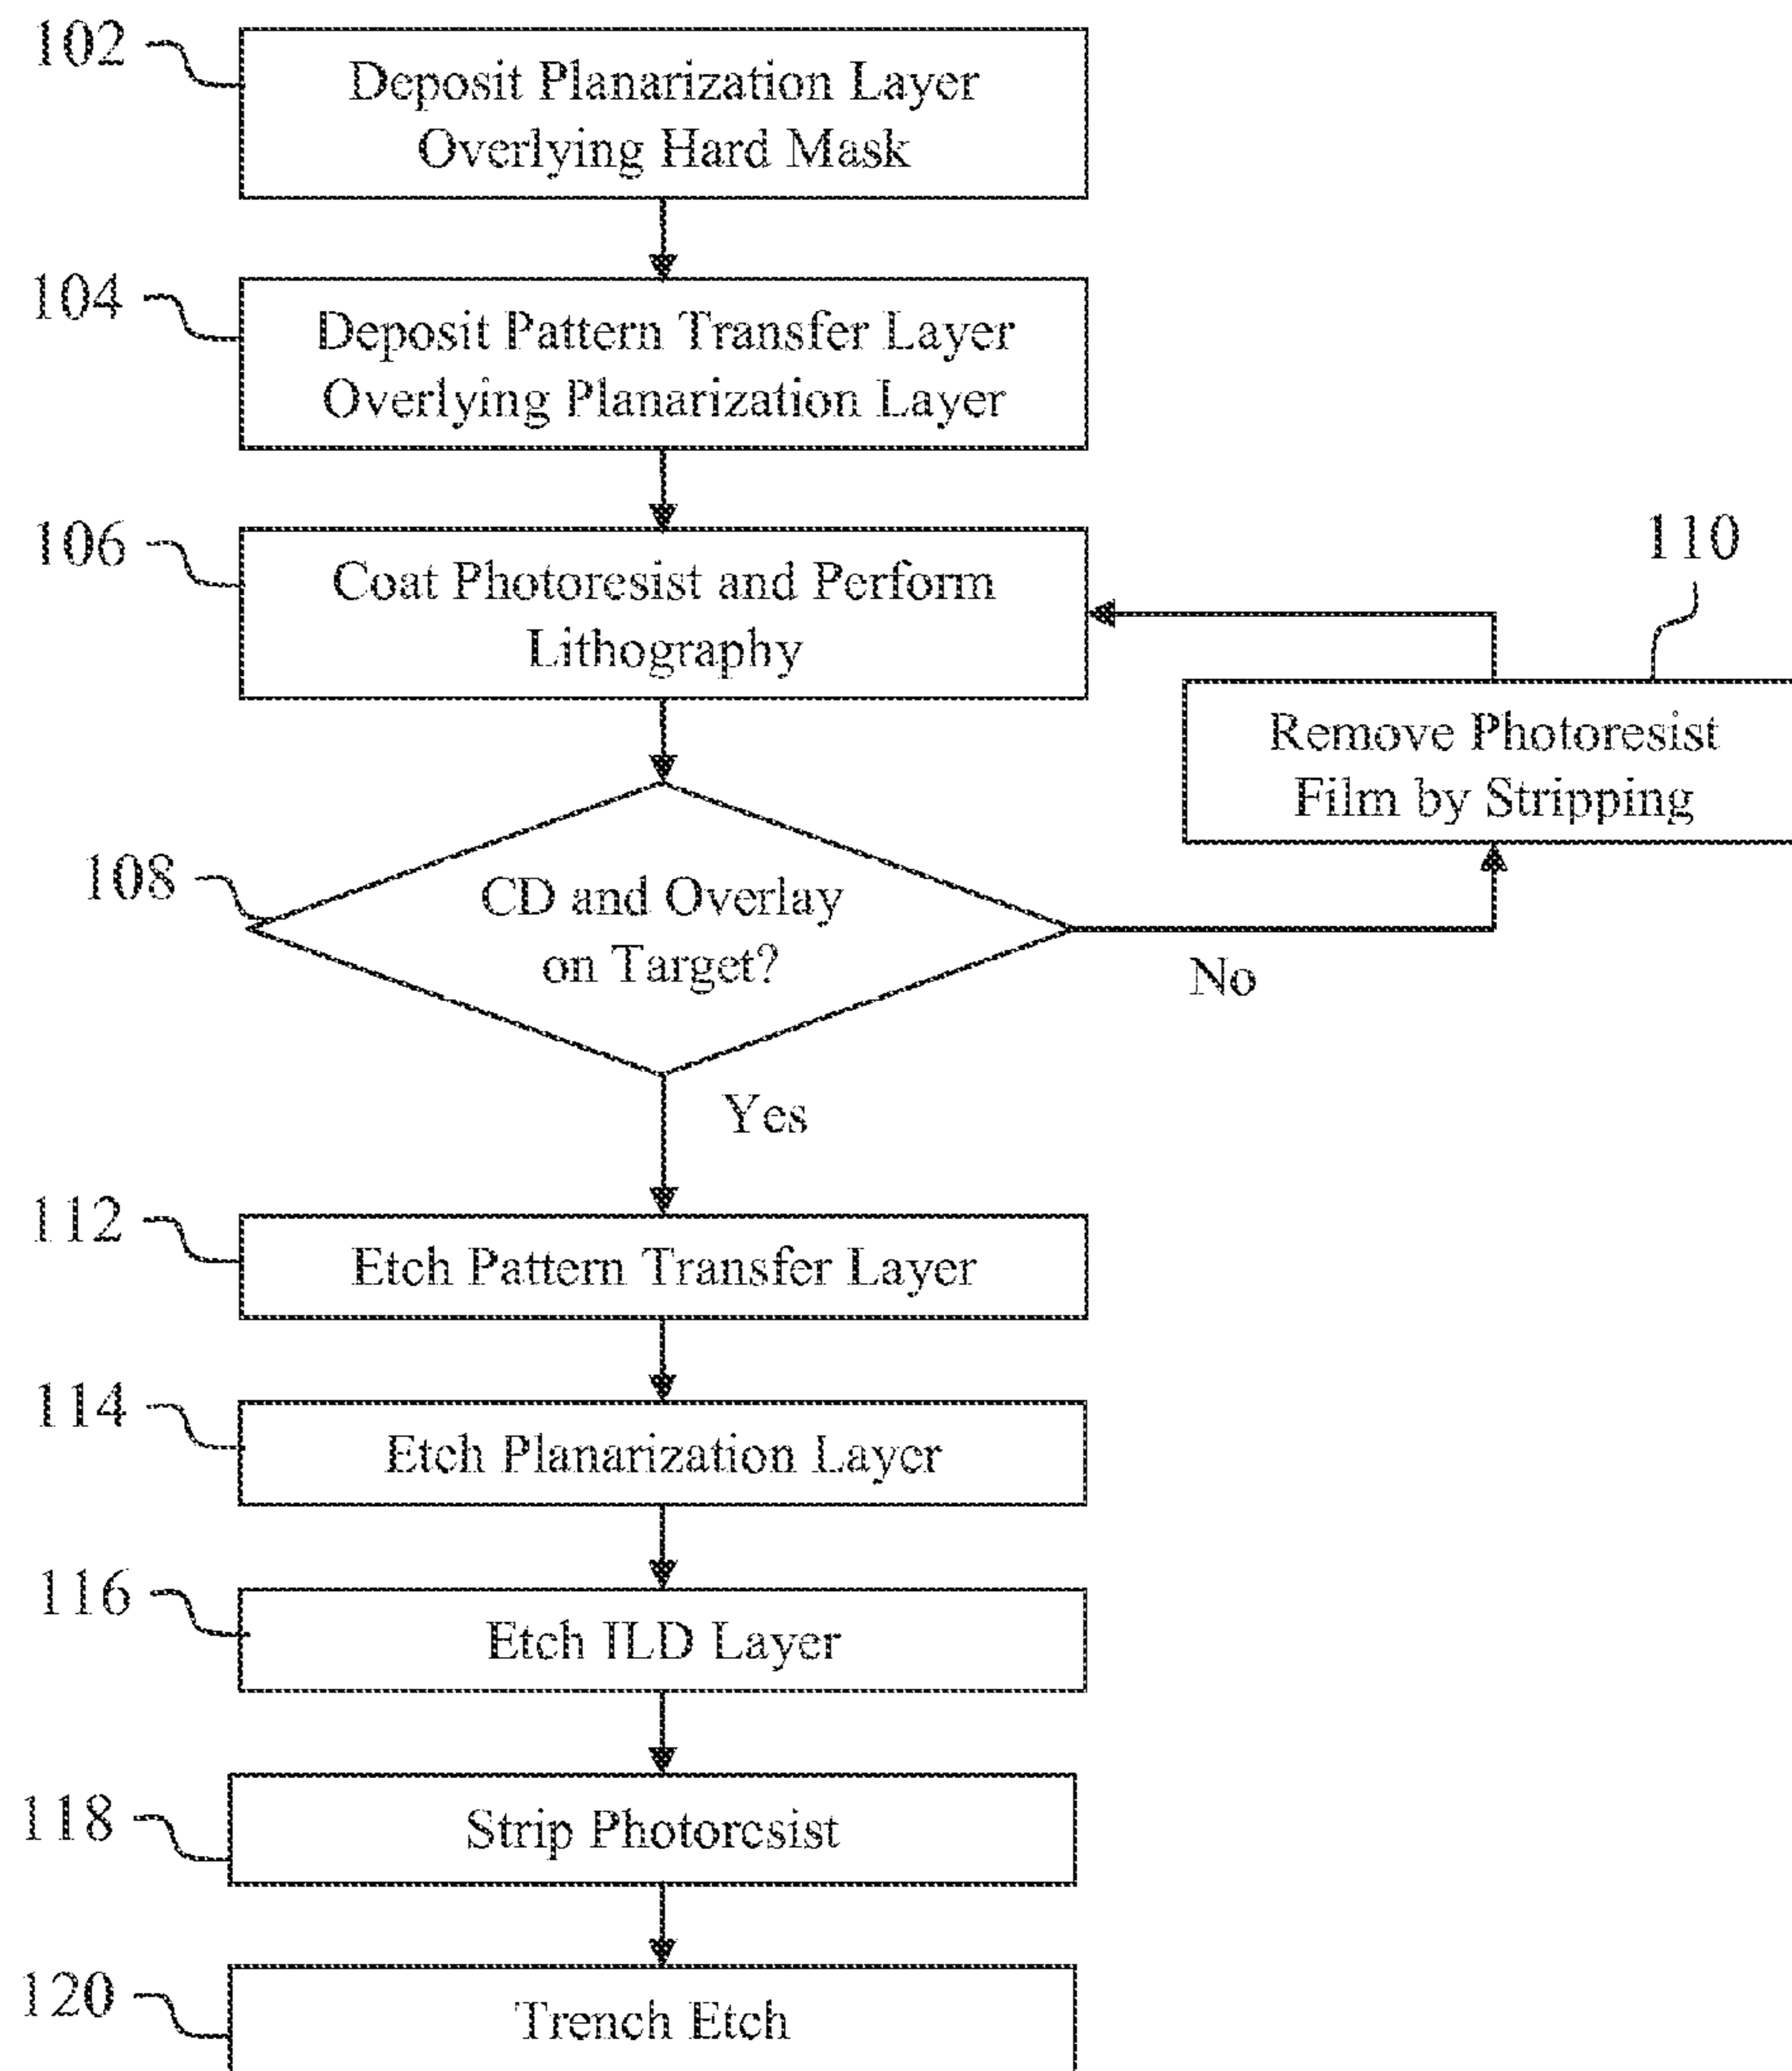 102
Deposit Planarization Layer
Overlying Hard Mask
104
Deposit Pattern Transfer Layer
Overlying Planarization Layer
106
Coat Photoresist and Perform
Lithography
110
Remove Photoresist
Film by Stripping
108
CD and Overlay
on Target?
No
Yes
112
Etch Pattern Transfer Layer
114
Etch Planarization Layer
116
Etch ILD Layer
118
Strip Photoresist
120
Trench Etch